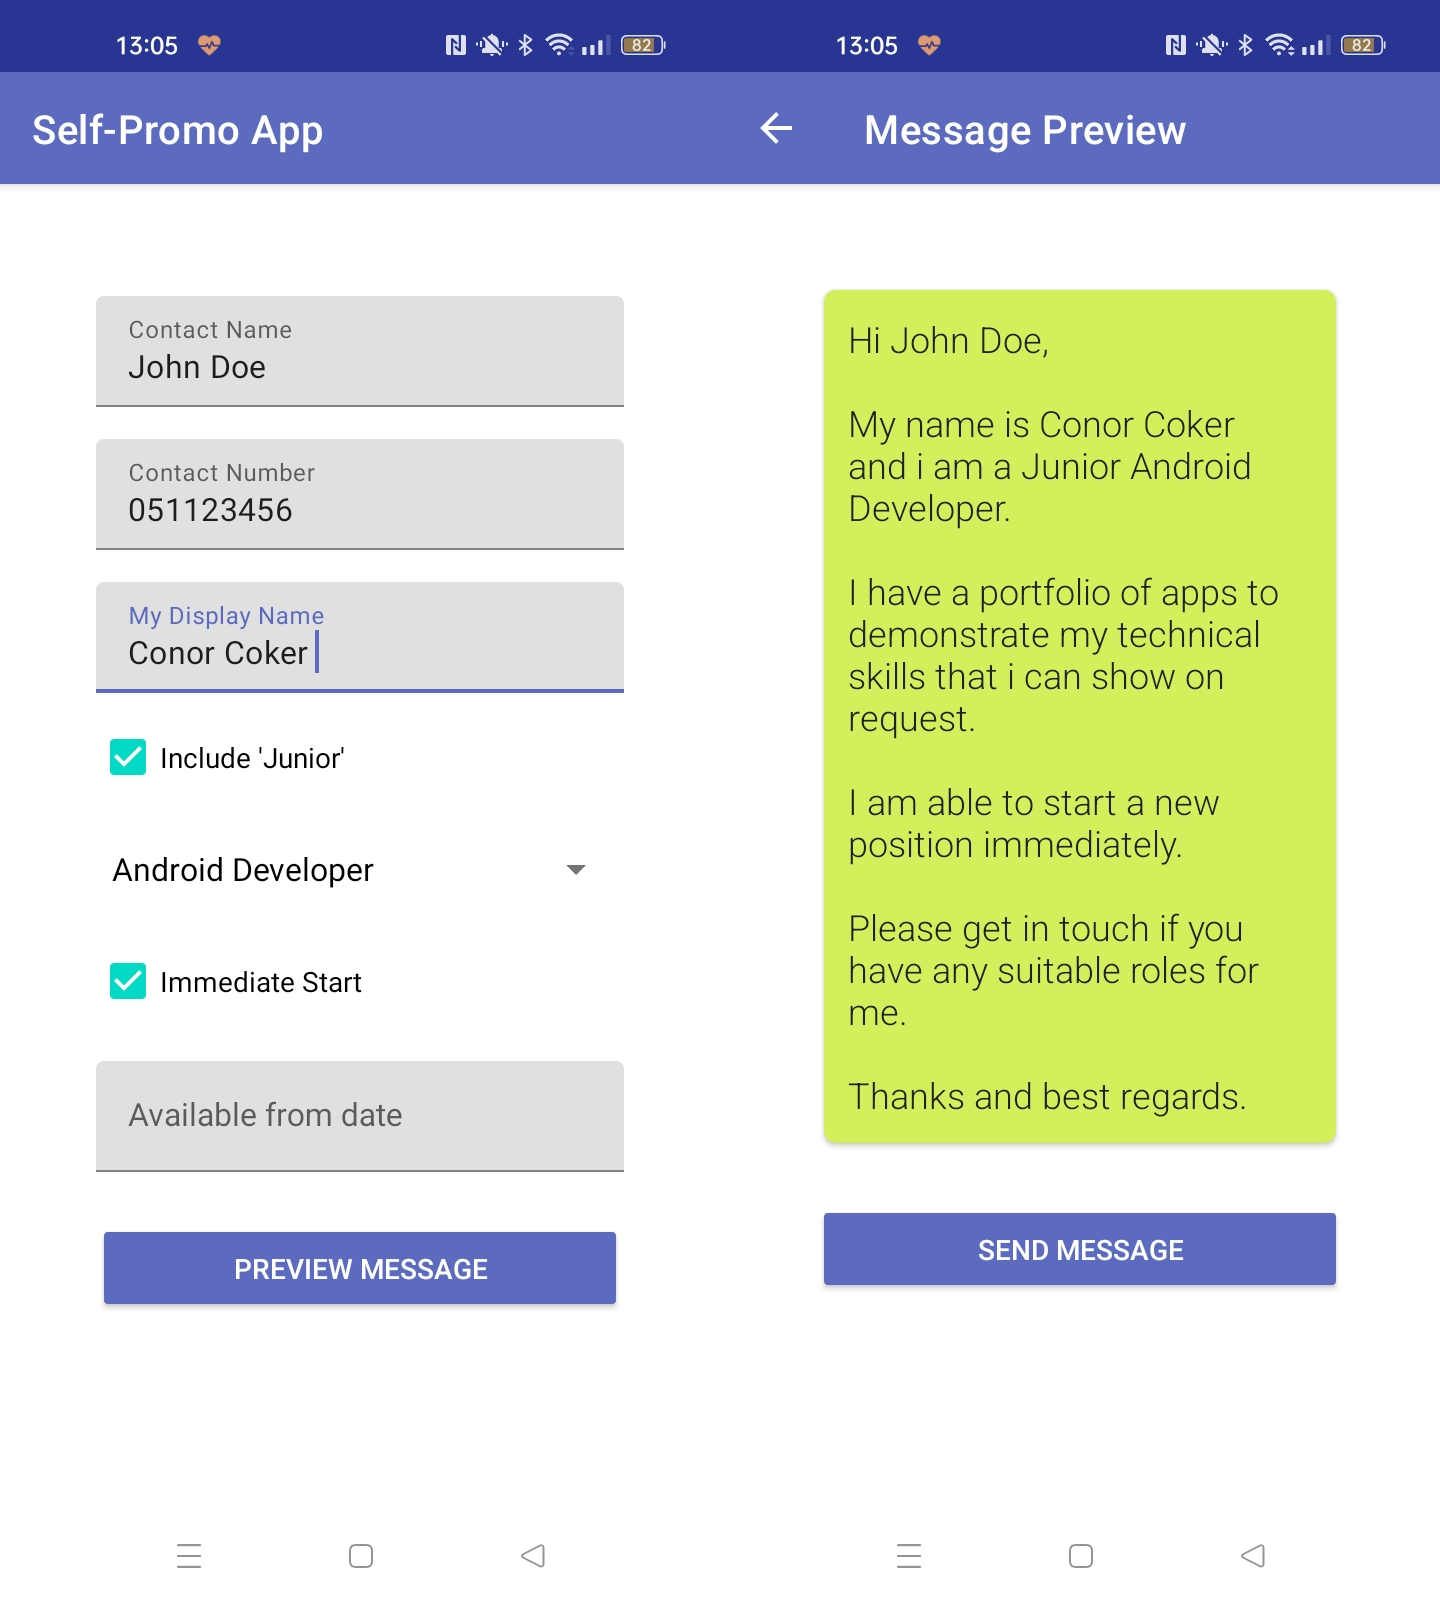 13:05
82
Self-Promo App
Contact Name
John Doe
Contact Number
051123456
My Display Name
Conor Coker
Include 'Junior'
Android Developer
Immediate Start
Available from date
PREVIEW MESSAGE
13:05
82
Message Preview
Hi John Doe,
My name is Conor Coker
and i am a Junior Android
Developer.
I have a portfolio of apps to
demonstrate my technical
skills that i can show on
request.
I am able to start a new
position immediately.
Please get in touch if you
have any suitable roles for
me.
Thanks and best regards.
SEND MESSAGE